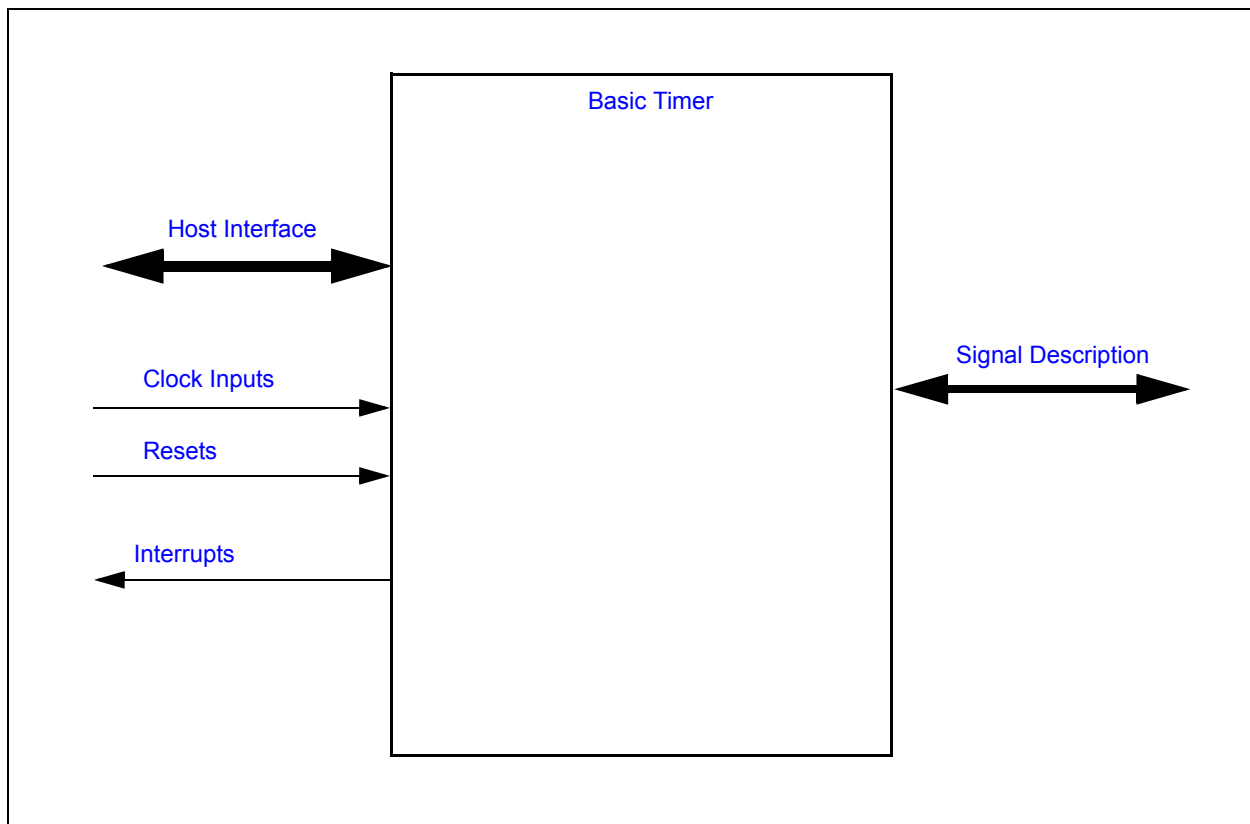 Basic Timer
Host Interface
Signal Description
Clock Inputs
Resets
Interrupts